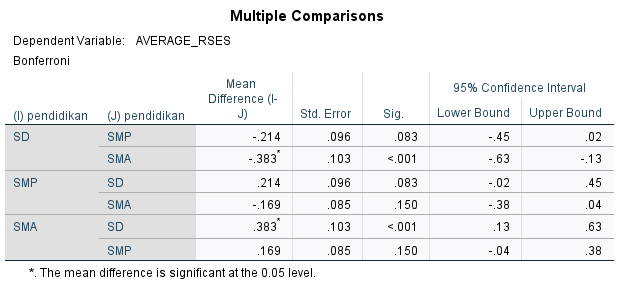 Multiple Comparisons
Dependent Variable: AVERAGE_RSES
Bonferroni
(I) pendidikan (J) pendidikan Mean Difference (I-J) Std. Error Sig. 95% Confidence Interval
Lower Bound Upper Bound
SD SMP -.214 .096 .083 -.45 .02
SMA -.383* .103 <.001 -.63 -.13
SMP SD .214 .096 .083 -.02 .45
SMA -.169 .085 .150 -.38 .04
SMA SD .383* .103 <.001 .13 .63
SMP .169 .085 .150 -.04 .38
*. The mean difference is significant at the 0.05 level.